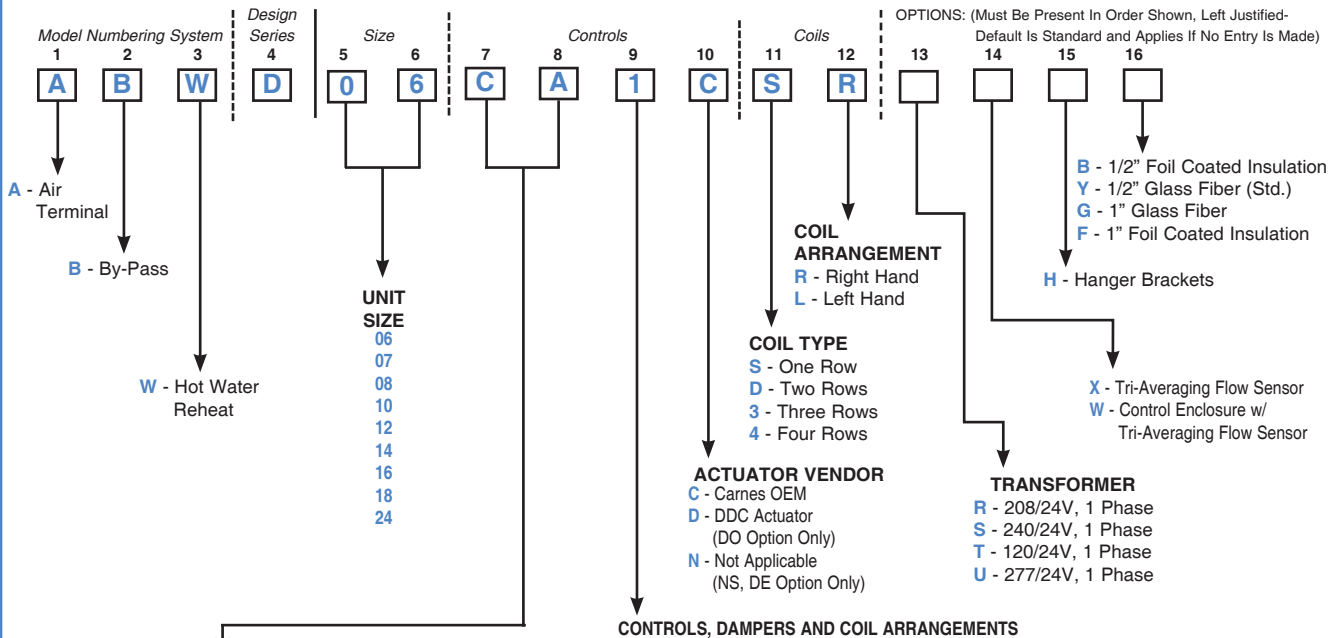 Model Numbering System
Design
Series
Size
Controls
Coils
OPTIONS: (Must Be Present In Order Shown, Left Justified-
Default Is Standard and Applies If No Entry Is Made)
1 2 3 4 5 6 7 8 9 10 11 12 13 14 15 16
A B W D 0 6 C A 1 C S R
A - Air
Terminal
B - By-Pass
W - Hot Water
Reheat
UNIT
SIZE
06
07
08
10
12
14
16
18
24
B - 1/2” Foil Coated Insulation
Y - 1/2” Glass Fiber (Std.)
G - 1” Glass Fiber
F - 1” Foil Coated Insulation
H - Hanger Brackets
COIL
ARRANGEMENT
R - Right Hand
L - Left Hand
COIL TYPE
S - One Row
D - Two Rows
3 - Three Rows
4 - Four Rows
X - Tri-Averaging Flow Sensor
W - Control Enclosure w/
Tri-Averaging Flow Sensor
ACTUATOR VENDOR
C - Carnes OEM
D - DDC Actuator
(DO Option Only)
N - Not Applicable
(NS, DE Option Only)
TRANSFORMER
R - 208/24V, 1 Phase
S - 240/24V, 1 Phase
T - 120/24V, 1 Phase
U - 277/24V, 1 Phase
CONTROLS, DAMPERS AND COIL ARRANGEMENTS